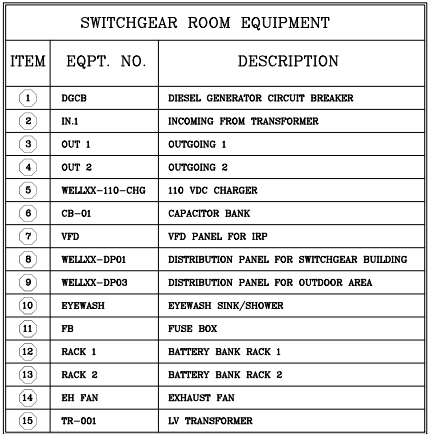 SWITCHGEAR ROOM EQUIPMENT
ITEM EQPT. NO. DESCRIPTION
1 DGCB DIESEL GENERATOR CIRCUIT BREAKER
2 IN.1 INCOMING FROM TRANSFORMER
3 OUT 1 OUTGOING 1
4 OUT 2 OUTGOING 2
5 WELLXX-110-CHG 110 VDC CHARGER
6 CB-01 CAPACITOR BANK
7 VFD VFD PANEL FOR IRP
8 WELLXX-DP01 DISTRIBUTION PANEL FOR SWITCHGEAR BUILDING
9 WELLXX-DP03 DISTRIBUTION PANEL FOR OUTDOOR AREA
10 EYEWASH EYEWASH SINK/SHOWER
11 FB FUSE BOX
12 RACK 1 BATTERY BANK RACK 1
13 RACK 2 BATTERY BANK RACK 2
14 EH FAN EXHAUST FAN
15 TR-001 LV TRANSFORMER